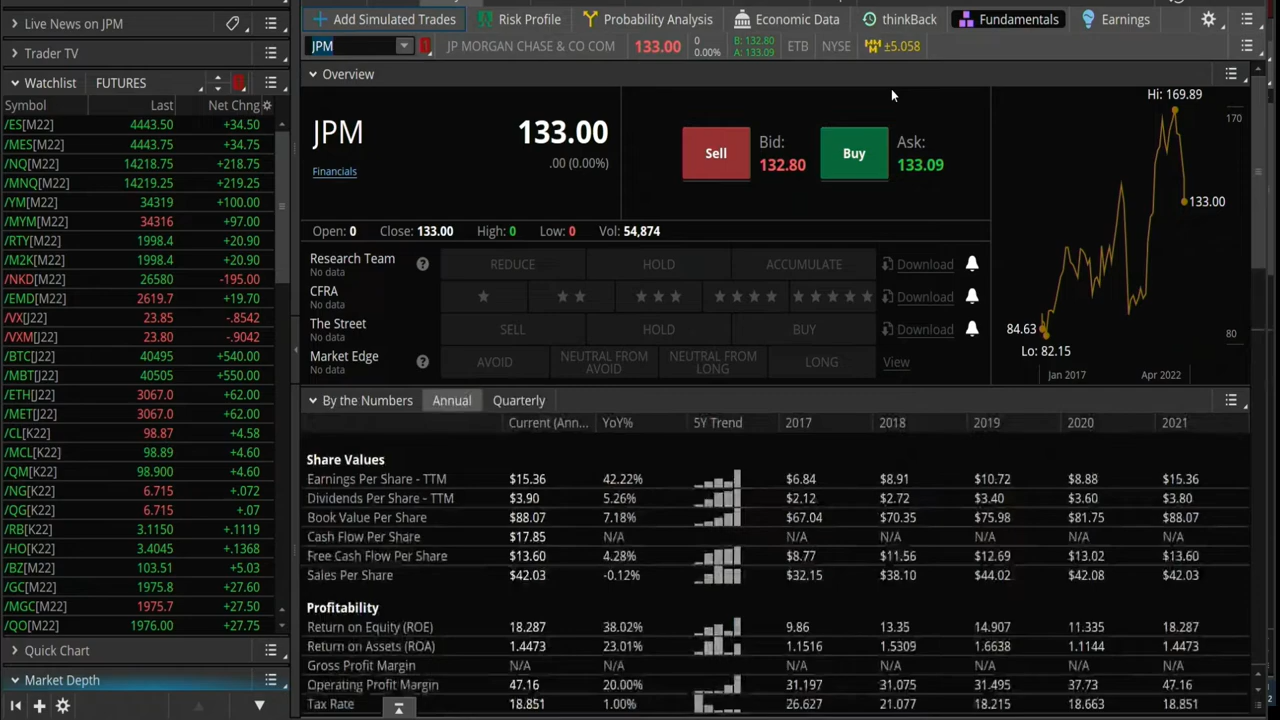 Live News on JPM
Trader TV
Watchlist FUTURES
Symbol Last Net Chng
/ES[M22] 4443.50 +34.50
/MES[M22] 4443.75 +34.75
/NQ[M22] 14218.75 +218.75
/MNQ[M22] 14219.25 +219.25
/YM[M22] 34319 +100.00
/MYM[M22] 34316 +97.00
/RTY[M22] 1998.4 +20.90
/M2K[M22] 1998.4 +20.90
/NKD[M22] 26580 -195.00
/EMD[M22] 2619.7 +19.70
/VX[J22] 23.85 -.8542
/VXM[J22] 23.80 -.9042
/BTC[J22] 40495 +540.00
/MBT[J22] 40505 +550.00
/ETH[J22] 3067.0 +62.00
/MET[J22] 3067.0 +62.00
/CL[K22] 98.87 +4.58
/MCL[K22] 98.89 +4.60
/QM[K22] 98.900 +4.60
/NG[K22] 6.715 +.072
/QG[K22] 6.715 +.07
/RB[K22] 3.1150 +.1119
/HO[K22] 3.4045 +.1368
/BZ[M22] 103.51 +5.03
/GC[M22] 1975.8 +27.60
/MGC[M22] 1975.7 +27.50
/QO[M22] 1976.00 +27.75
Quick Chart
Market Depth
Add Simulated Trades Risk Profile Probability Analysis Economic Data thinkBack Fundamentals Earnings
JPM 1 JP MORGAN CHASE & CO COM 133.00 0 0.00% B: 132.80 A: 133.09 ETB NYSE ±5.058
Overview
JPM 133.00
.00 (0.00%)
Financials
Sell Bid: 132.80 Buy Ask: 133.09
Open: 0 Close: 133.00 High: 0 Low: 0 Vol: 54,874
Research Team No data REDUCE HOLD ACCUMULATE Download
CFRA No data Download
The Street No data SELL HOLD BUY Download
Market Edge No data AVOID NEUTRAL FROM AVOID NEUTRAL FROM LONG LONG View
Hi: 169.89
170
133.00
84.63
80
Lo: 82.15
Jan 2017 Apr 2022
By the Numbers Annual Quarterly
Current (Ann... YoY% 5Y Trend 2017 2018 2019 2020 2021
Share Values
Earnings Per Share - TTM $15.36 42.22% $6.84 $8.91 $10.72 $8.88 $15.36
Dividends Per Share - TTM $3.90 5.26% $2.12 $2.72 $3.40 $3.60 $3.80
Book Value Per Share $88.07 7.18% $67.04 $70.35 $75.98 $81.75 $88.07
Cash Flow Per Share $17.85 N/A N/A N/A N/A N/A N/A
Free Cash Flow Per Share $13.60 4.28% $8.77 $11.56 $12.69 $13.02 $13.60
Sales Per Share $42.03 -0.12% $32.15 $38.10 $44.02 $42.08 $42.03
Profitability
Return on Equity (ROE) 18.287 38.02% 9.86 13.35 14.907 11.335 18.287
Return on Assets (ROA) 1.4473 23.01% 1.1516 1.5309 1.6638 1.1144 1.4473
Gross Profit Margin N/A N/A N/A N/A N/A N/A N/A
Operating Profit Margin 47.16 20.00% 31.197 31.075 31.495 37.73 47.16
Tax Rate 18.851 1.00% 26.627 21.077 18.215 18.663 18.851